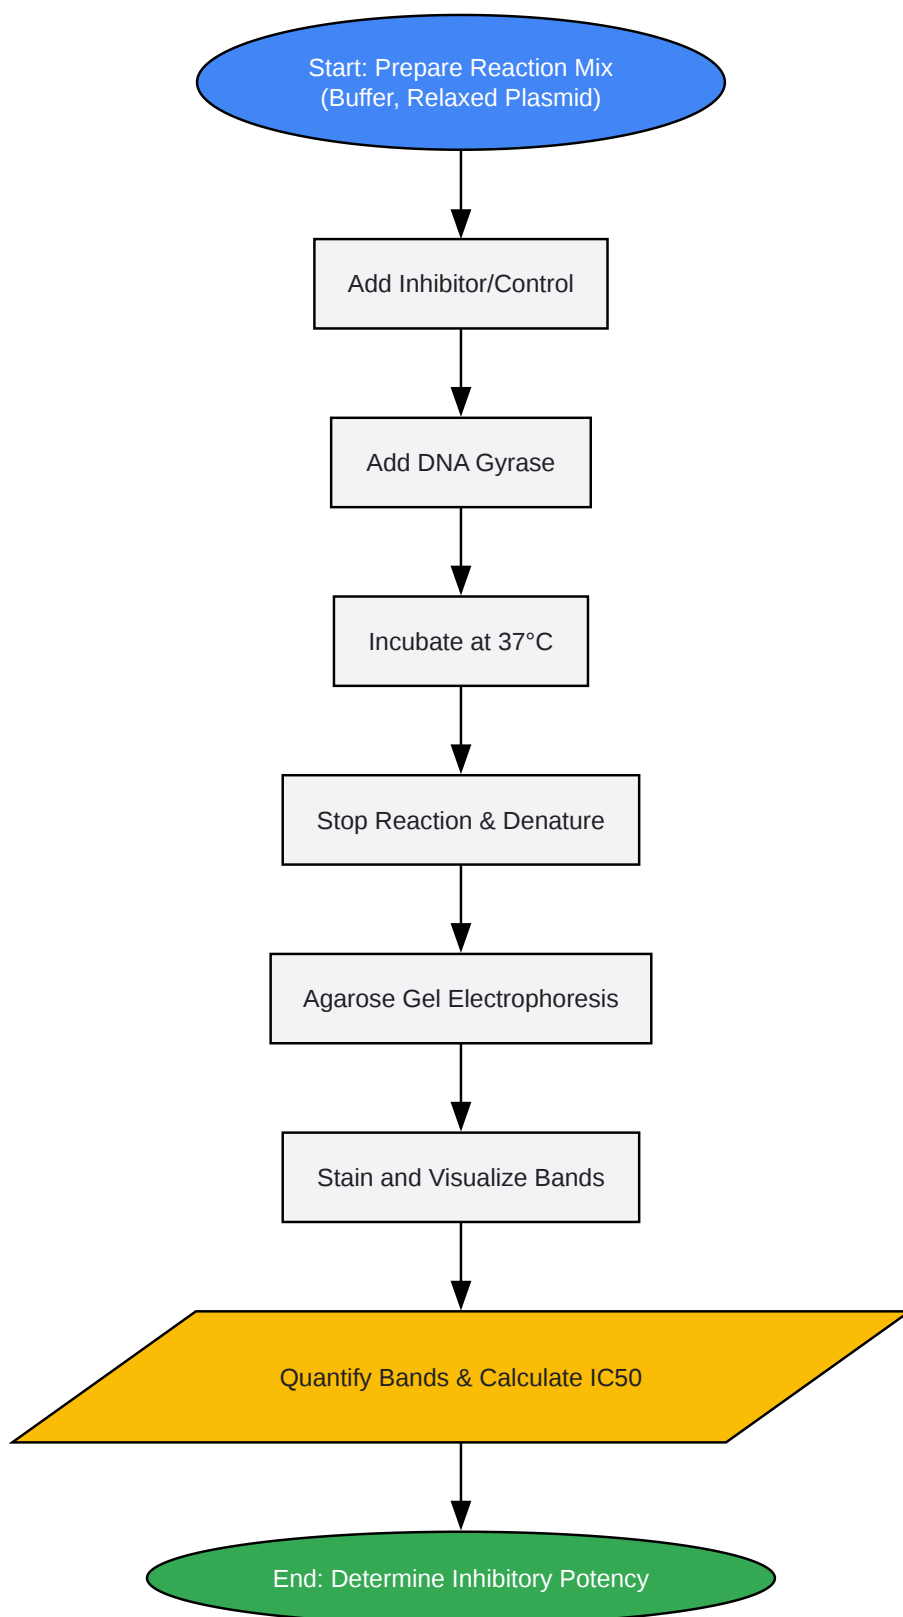 Start: Prepare Reaction Mix
(Buffer, Relaxed Plasmid)
Add Inhibitor/Control
Add DNA Gyrase
Incubate at 37°C
Stop Reaction & Denature
Agarose Gel Electrophoresis
Stain and Visualize Bands
Quantify Bands & Calculate IC50
End: Determine Inhibitory Potency